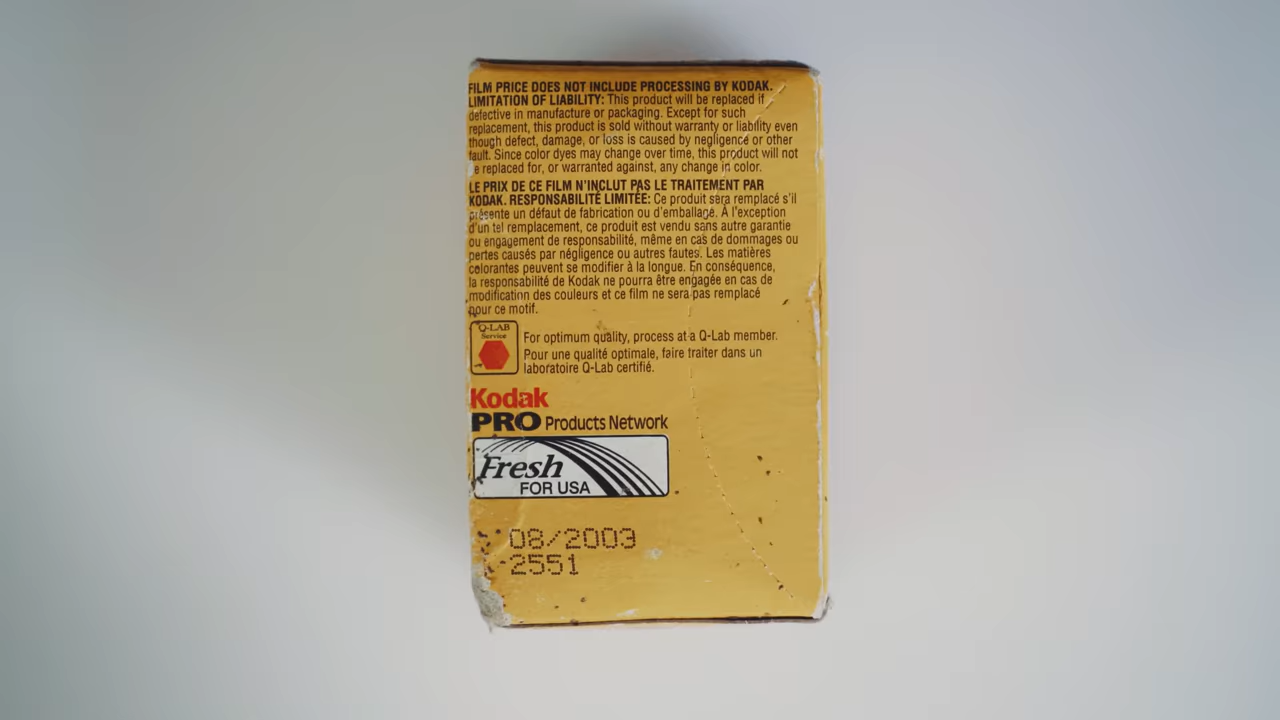 FILM PRICE DOES NOT INCLUDE PROCESSING BY KODAK.
LIMITATION OF LIABILITY: This product will be replaced if
defective in manufacture or packaging. Except for such
replacement, this product is sold without warranty or liability even
though defect, damage, or loss is caused by negligence or other
fault. Since color dyes may change over time, this product will not
be replaced for, or warranted against, any change in color.
LE PRIX DE CE FILM N'INCLUT PAS LE TRAITEMENT PAR
KODAK. RESPONSABILITÉ LIMITÉE: Ce produit sera remplacé s'il
présente un défaut de fabrication ou d'emballage. À l'exception
d'un tel remplacement, ce produit est vendu sans autre garantie
ou engagement de responsabilité, même en cas de dommages ou
pertes causés par négligence ou autres fautes. Les matières
colorantes peuvent se modifier à la longue. En conséquence,
la responsabilité de Kodak ne pourra être engagée en cas de
modification des couleurs et ce film ne sera pas remplacé
pour ce motif.
Q-LAB
Service
For optimum quality, process at a Q-Lab member.
Pour une qualité optimale, faire traiter dans un
laboratoire Q-Lab certifié.
Kodak
PRO Products Network
Fresh
FOR USA
08/2003
2551